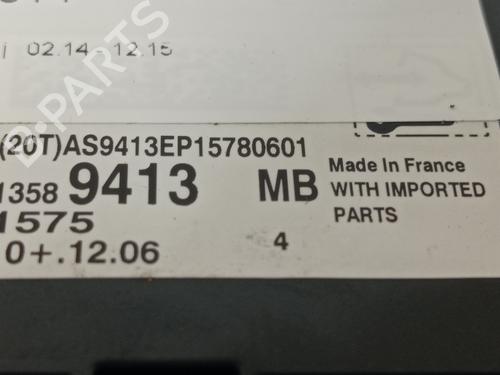 02.14-12.15
(20T)AS9413EP15780601
1358 9413 MB
1575
0+.12.06
4
Made In France
WITH IMPORTED
PARTS
B-PARTS